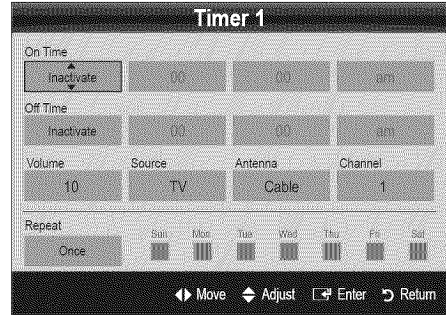 Timer 1
On Time
Inactivate 00 00 am
Off Time
Inactivate 00 00 am
Volume Source Antenna Channel
10 TV Cable 1
Repeat
Once
Sun Mon Tue Wed Thu Fri Sat
Move Adjust Enter Return